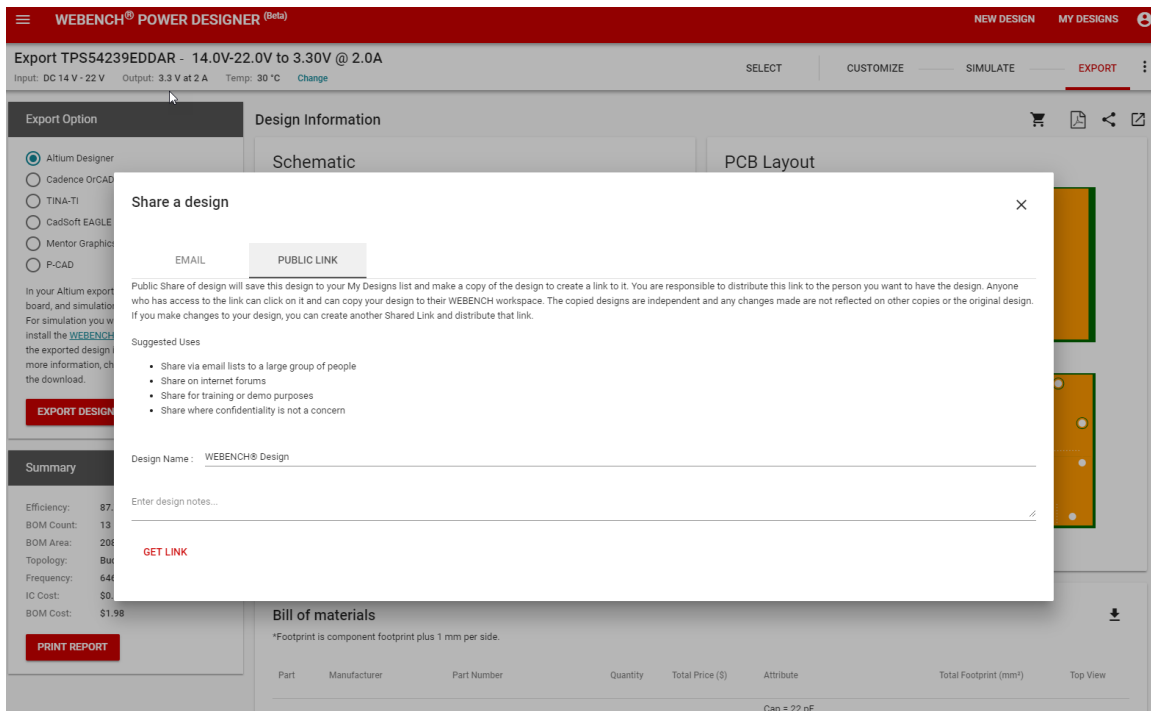 WEBENCH® POWER DESIGNER (Beta)
NEW DESIGN MY DESIGNS
Export TPS54239EDDAR - 14.0V-22.0V to 3.30V @ 2.0A
Input: DC 14 V - 22 V Output: 3.3 V at 2 A Temp: 30 °C Change
SELECT CUSTOMIZE SIMULATE EXPORT
Export Option
Altium Designer
Cadence OrCAD
TINA-TI
CadSoft EAGLE
Mentor Graphics
P-CAD
In your Altium export
board, and simulation
For simulation you w
install the WEBENCH
the exported design i
more information, ch
the download.
EXPORT DESIGN
Summary
Efficiency: 87.
BOM Count: 13
BOM Area: 208
Topology: Buc
Frequency: 646
IC Cost: $0.
BOM Cost: $1.98
PRINT REPORT
Design Information
Schematic
PCB Layout
Share a design
EMAIL PUBLIC LINK
Public Share of design will save this design to your My Designs list and make a copy of the design to create a link to it. You are responsible to distribute this link to the person you want to have the design. Anyone
who has access to the link can click on it and can copy your design to their WEBENCH workspace. The copied designs are independent and any changes made are not reflected on other copies or the original design.
If you make changes to your design, you can create another Shared Link and distribute that link.
Suggested Uses
Share via email lists to a large group of people
Share on internet forums
Share for training or demo purposes
Share where confidentiality is not a concern
Design Name : WEBENCH® Design
Enter design notes...
GET LINK
Bill of materials
*Footprint is component footprint plus 1 mm per side.
Part Manufacturer Part Number Quantity Total Price ($) Attribute Total Footprint (mm²) Top View